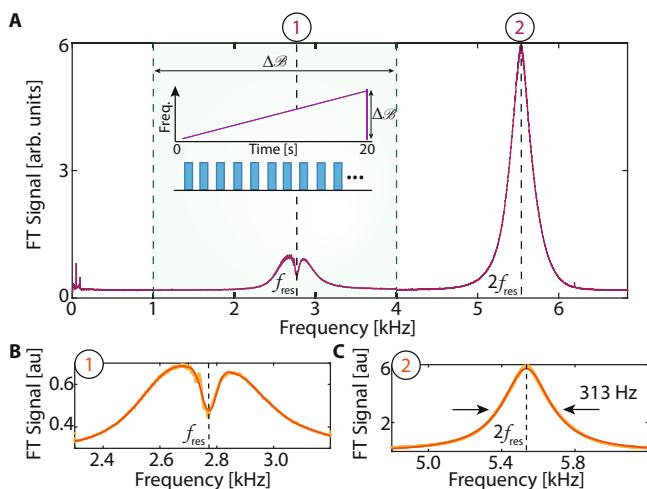 A
1
2
FT Signal [arb. units]
6
3
0
Δℬ
Freq.
Δℬ
0
Time [s]
20
•••
f_res
2f_res
0
1
2
3
4
5
6
Frequency [kHz]
B
1
FT Signal [au]
0.6
0.4
f_res
2.4
2.6
2.8
3.0
Frequency [kHz]
C
2
FT Signal [au]
6
4
2
313 Hz
2f_res
5.0
5.4
5.8
Frequency [kHz]